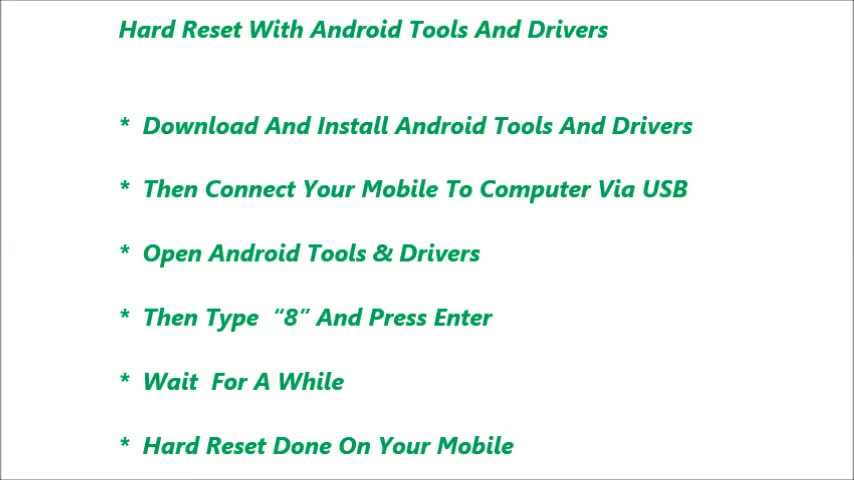 Hard Reset With Android Tools And Drivers
* Download And Install Android Tools And Drivers
* Then Connect Your Mobile To Computer Via USB
* Open Android Tools & Drivers
* Then Type “8” And Press Enter
* Wait For A While
* Hard Reset Done On Your Mobile